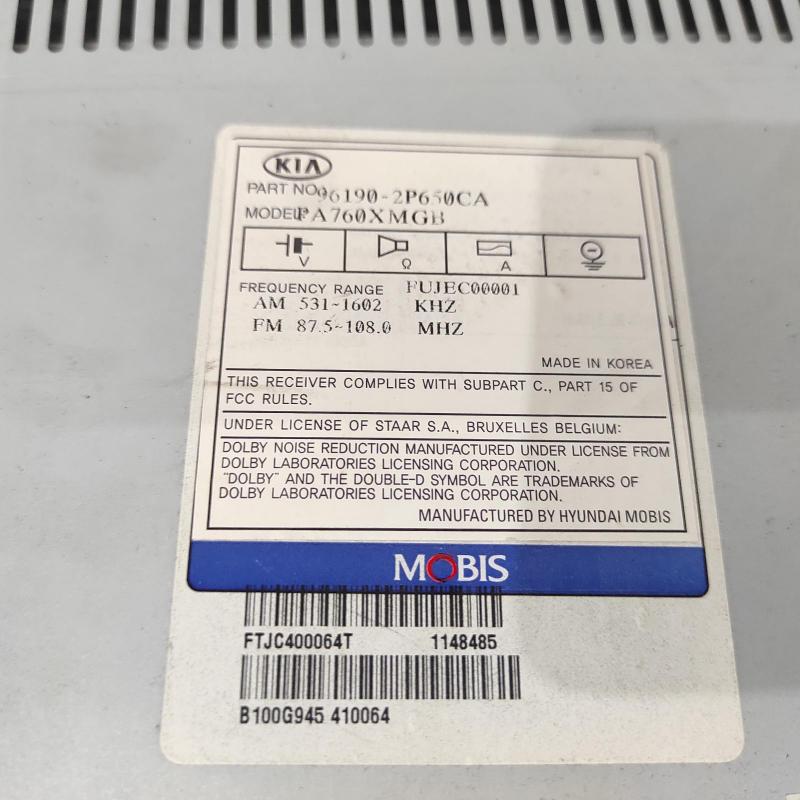 KIA
PART NO. 96190-2P650CA
MODEL PA760XMGB
V Ω A
FREQUENCY RANGE FUJEC00001
AM 531~1602 KHZ
FM 87.5~108.0 MHZ
MADE IN KOREA
THIS RECEIVER COMPLIES WITH SUBPART C., PART 15 OF
FCC RULES.
UNDER LICENSE OF STAAR S.A., BRUXELLES BELGIUM:
DOLBY NOISE REDUCTION MANUFACTURED UNDER LICENSE FROM
DOLBY LABORATORIES LICENSING CORPORATION.
"DOLBY" AND THE DOUBLE-D SYMBOL ARE TRADEMARKS OF
DOLBY LABORATORIES LICENSING CORPORATION.
MANUFACTURED BY HYUNDAI MOBIS
MOBIS
FTJC400064T 1148485
B100G945 410064